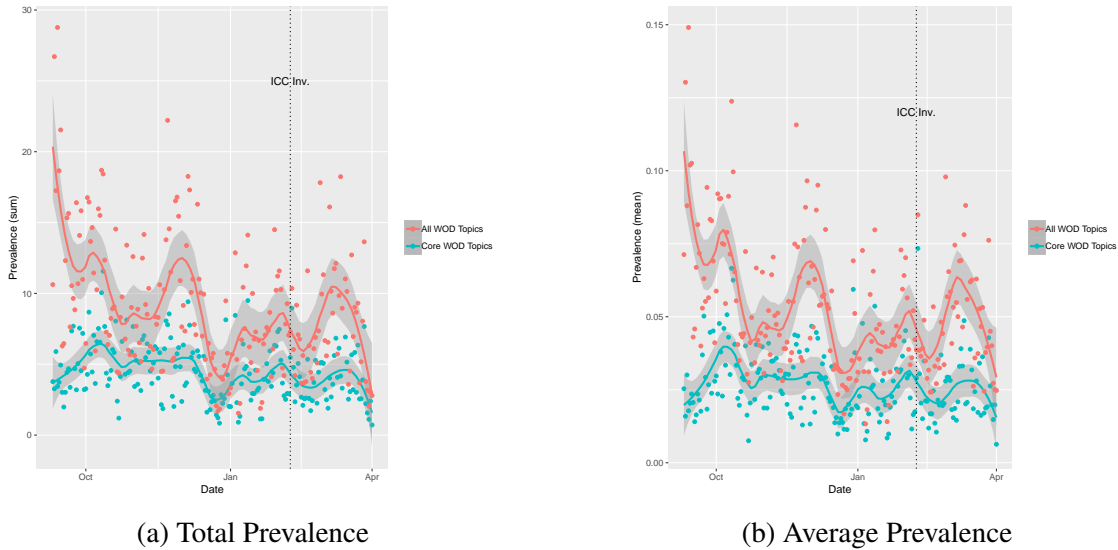 30
20
10
0
Prevalence (sum)
ICC Inv.
Oct
Jan
Apr
Date
All WOD Topics
Core WOD Topics
(a) Total Prevalence
0.15
0.10
0.05
0.00
Prevalence (mean)
ICC Inv.
Oct
Jan
Apr
Date
All WOD Topics
Core WOD Topics
(b) Average Prevalence